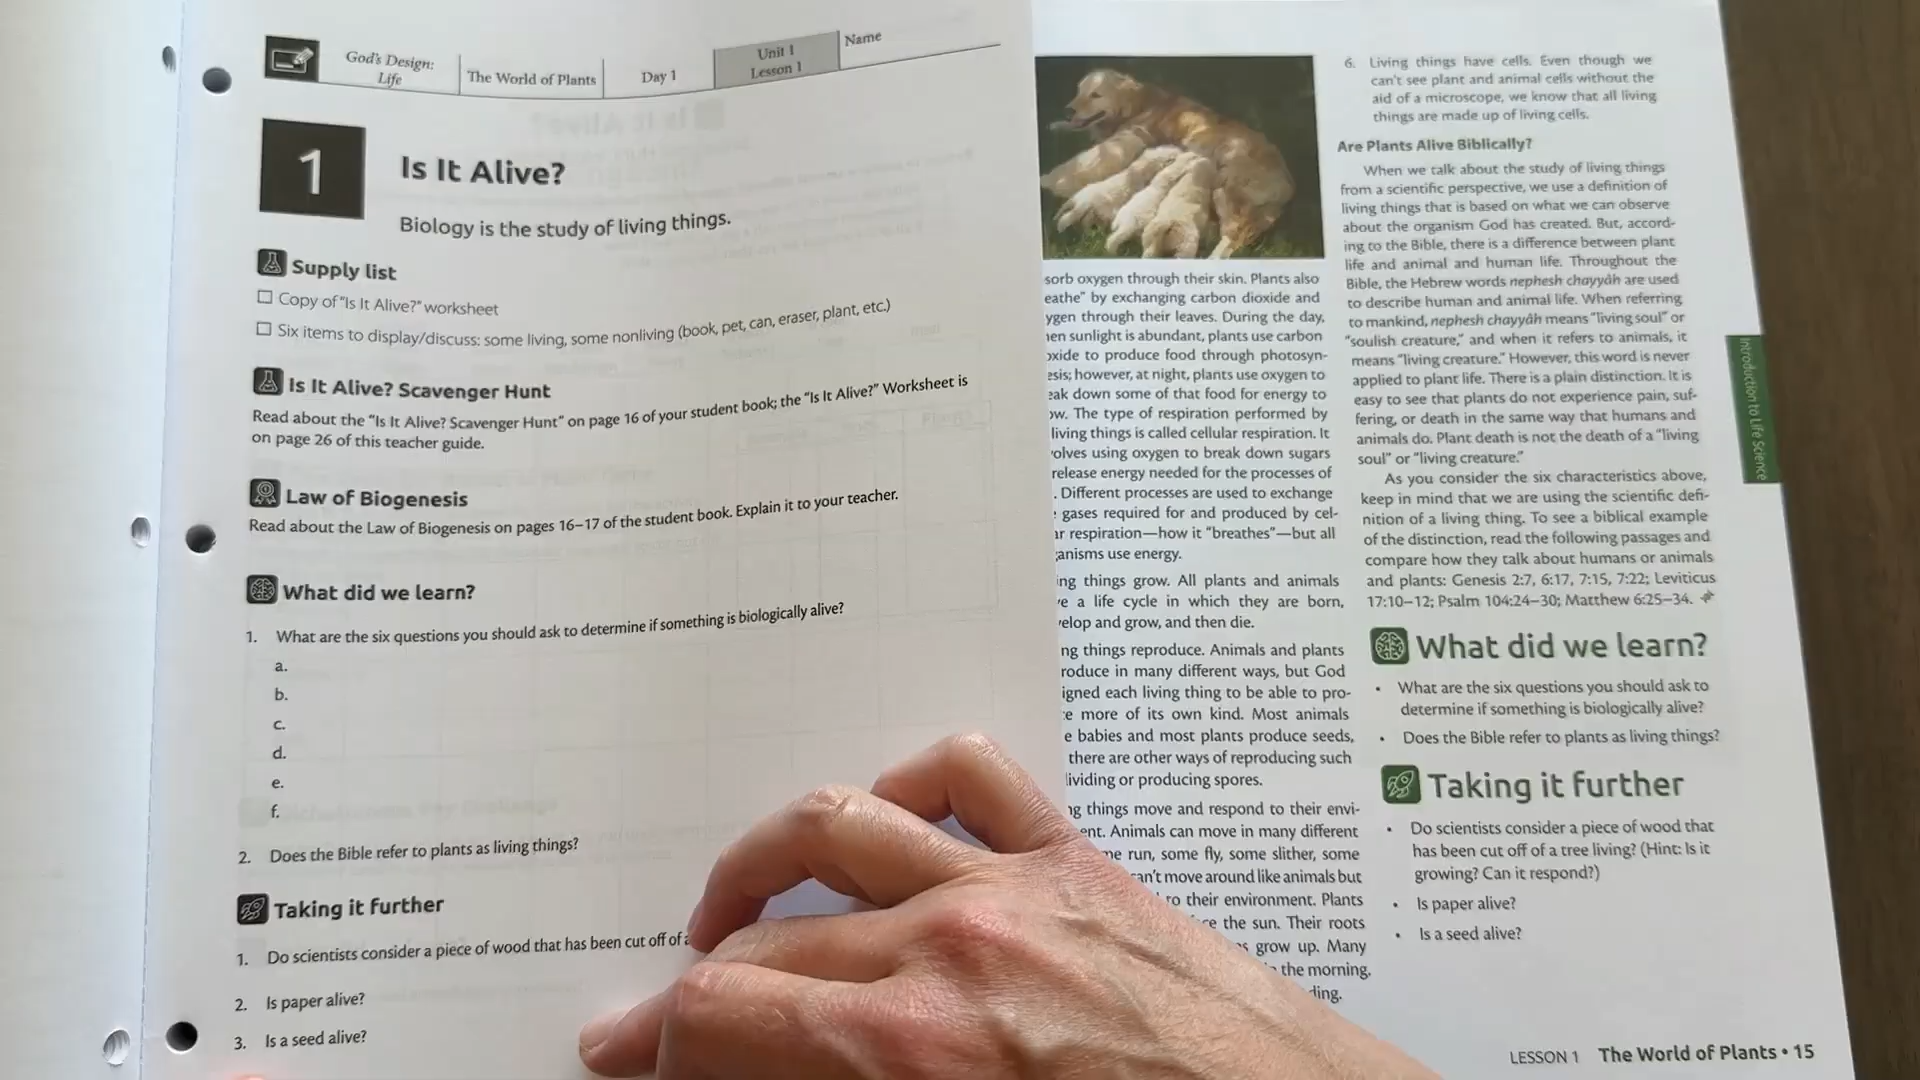 God's Design:
Life
The World of Plants
Day 1
Unit 1
Lesson 1
Name
1
Is It Alive?
Biology is the study of living things.
Supply list
Copy of "Is It Alive?" worksheet
Six items to display/discuss: some living, some nonliving (book, pet, can, eraser, plant, etc.)
Is It Alive? Scavenger Hunt
Read about the "Is It Alive? Scavenger Hunt" on page 16 of your student book; the "Is It Alive?" Worksheet is
on page 26 of this teacher guide.
Law of Biogenesis
Read about the Law of Biogenesis on pages 16–17 of the student book. Explain it to your teacher.
What did we learn?
1. What are the six questions you should ask to determine if something is biologically alive?
a.
b.
c.
d.
e.
f.
2. Does the Bible refer to plants as living things?
Taking it further
1. Do scientists consider a piece of wood that has been cut off of
2. Is paper alive?
3. Is a seed alive?
oxygen through their skin. Plants also
by exchanging carbon dioxide and
through their leaves. During the day,
sunlight is abundant, plants use carbon
to produce food through photosyn-
however, at night, plants use oxygen to
down some of that food for energy to
The type of respiration performed by
living things is called cellular respiration. It
using oxygen to break down sugars
release energy needed for the processes of
. Different processes are used to exchange
gases required for and produced by cel-
respiration—how it "breathes"—but all
use energy.
things grow. All plants and animals
a life cycle in which they are born,
and grow, and then die.
things reproduce. Animals and plants
in many different ways, but God
each living thing to be able to pro-
more of its own kind. Most animals
babies and most plants produce seeds,
there are other ways of reproducing such
or producing spores.
things move and respond to their envi-
Animals can move in many different
run, some fly, some slither, some
can't move around like animals but
to their environment. Plants
the sun. Their roots
grow up. Many
the morning,
6. Living things have cells. Even though we
can't see plant and animal cells without the
aid of a microscope, we know that all living
things are made up of living cells.
Are Plants Alive Biblically?
When we talk about the study of living things
from a scientific perspective, we use a definition of
living things that is based on what we can observe
about the organism God has created. But, accord-
ing to the Bible, there is a difference between plant
life and animal and human life. Throughout the
Bible, the Hebrew words nephesh chayyâh are used
to describe human and animal life. When referring
to mankind, nephesh chayyâh means "living soul" or
"soulish creature," and when it refers to animals, it
means "living creature." However, this word is never
applied to plant life. There is a plain distinction. It is
easy to see that plants do not experience pain, suf-
fering, or death in the same way that humans and
animals do. Plant death is not the death of a "living
soul" or "living creature."
As you consider the six characteristics above,
keep in mind that we are using the scientific defi-
nition of a living thing. To see a biblical example
of the distinction, read the following passages and
compare how they talk about humans or animals
and plants: Genesis 2:7, 6:17, 7:15, 7:22; Leviticus
17:10–12; Psalm 104:24–30; Matthew 6:25–34.
What did we learn?
• What are the six questions you should ask to
determine if something is biologically alive?
• Does the Bible refer to plants as living things?
Taking it further
• Do scientists consider a piece of wood that
has been cut off of a tree living? (Hint: Is it
growing? Can it respond?)
• Is paper alive?
• Is a seed alive?
Introduction to Life Science
LESSON 1 The World of Plants • 15